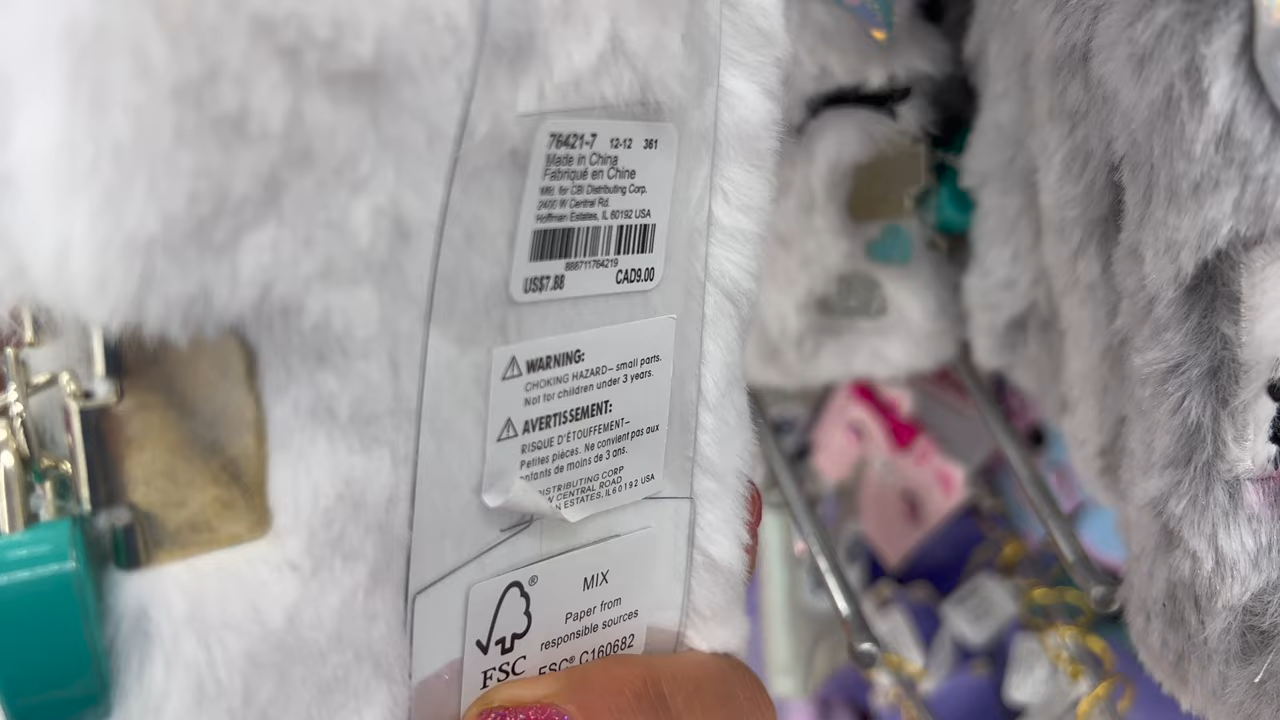 76421-7 12-12 361
Made in China
Fabriqué en Chine
Mfd. for CBI Distributing Corp.
2400 W Central Rd.
Hoffman Estates, IL 60192 USA
888711764219
US$7.88 CAD9.00
WARNING:
CHOKING HAZARD– small parts.
Not for children under 3 years.
AVERTISSEMENT:
RISQUE D'ÉTOUFFEMENT–
Petites pièces. Ne convient pas aux
enfants de moins de 3 ans.
DISTRIBUTING CORP
W CENTRAL ROAD
N ESTATES, IL 60192 USA
MIX
Paper from
responsible sources
FSC® C160682
FSC